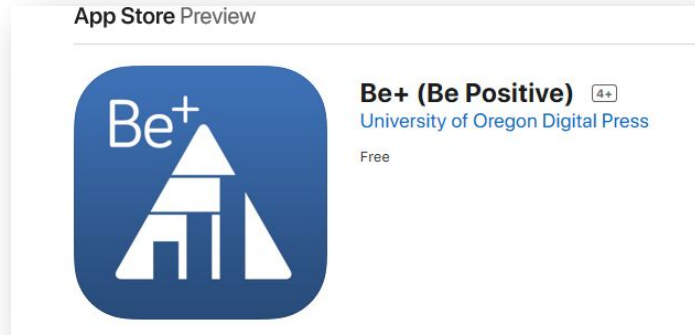 App Store Preview
Be+
Be+ (Be Positive) 4+
University of Oregon Digital Press
Free